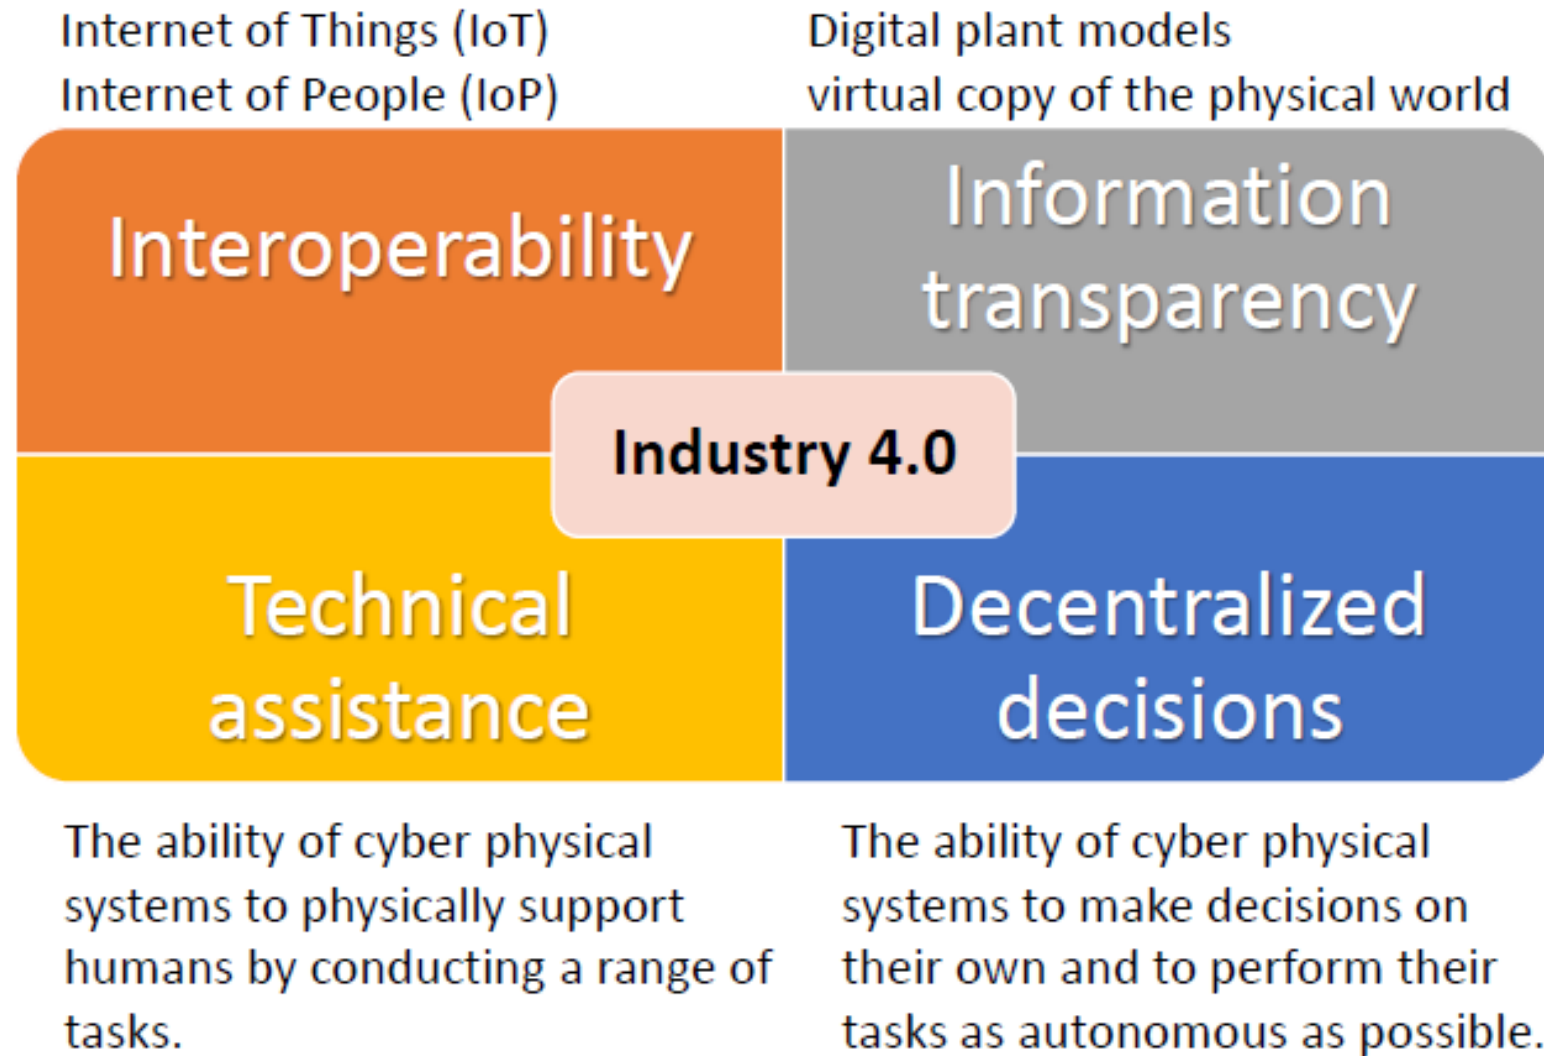 Internet of Things (IoT)
Internet of People (IoP)
Digital plant models
virtual copy of the physical world
Interoperability
Information
transparency
Industry 4.0
Technical
assistance
Decentralized
decisions
The ability of cyber physical
systems to physically support
humans by conducting a range of
tasks.
The ability of cyber physical
systems to make decisions on
their own and to perform their
tasks as autonomous as possible.